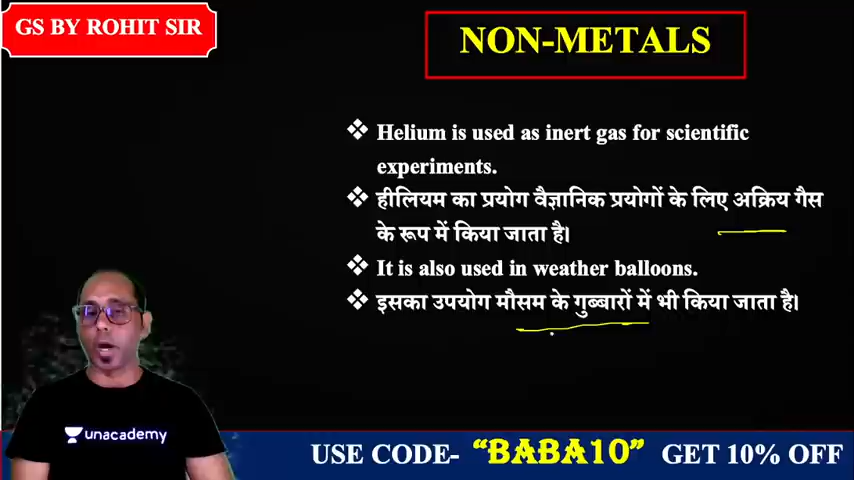 GS BY ROHIT SIR
NON-METALS
❖ Helium is used as inert gas for scientific
experiments.
❖ हीलियम का प्रयोग वैज्ञानिक प्रयोगों के लिए अक्रिय गैस
के रूप में किया जाता है।
❖ It is also used in weather balloons.
❖ इसका उपयोग मौसम के गुब्बारों में भी किया जाता है।
unacademy
USE CODE- “BABA10” GET 10% OFF